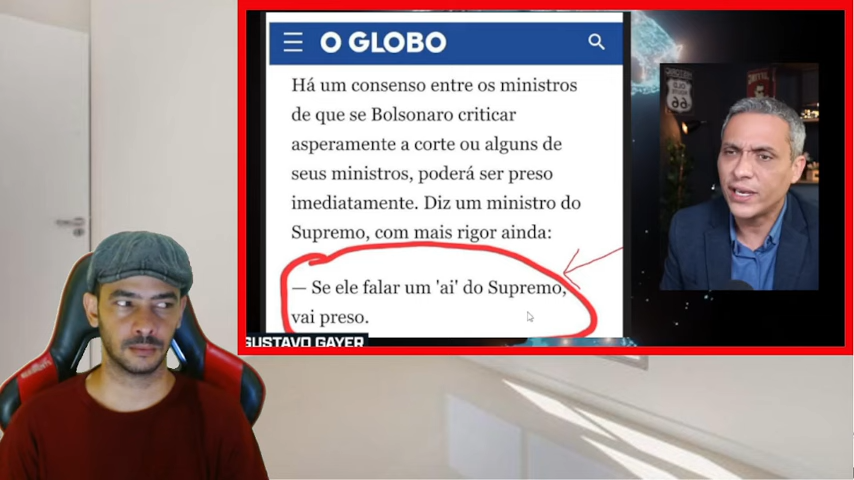 O GLOBO
Há um consenso entre os ministros
de que se Bolsonaro criticar
asperamente a corte ou alguns de
seus ministros, poderá ser preso
imediatamente. Diz um ministro do
Supremo, com mais rigor ainda:
— Se ele falar um 'ai' do Supremo,
vai preso.
GUSTAVO GAYER
66